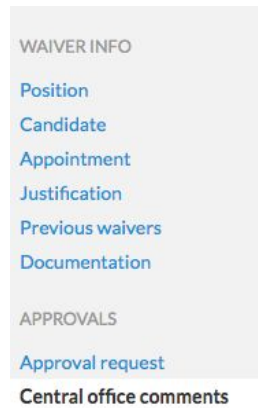 WAIVER INFO
Position
Candidate
Appointment
Justification
Previous waivers
Documentation
APPROVALS
Approval request
Central office comments